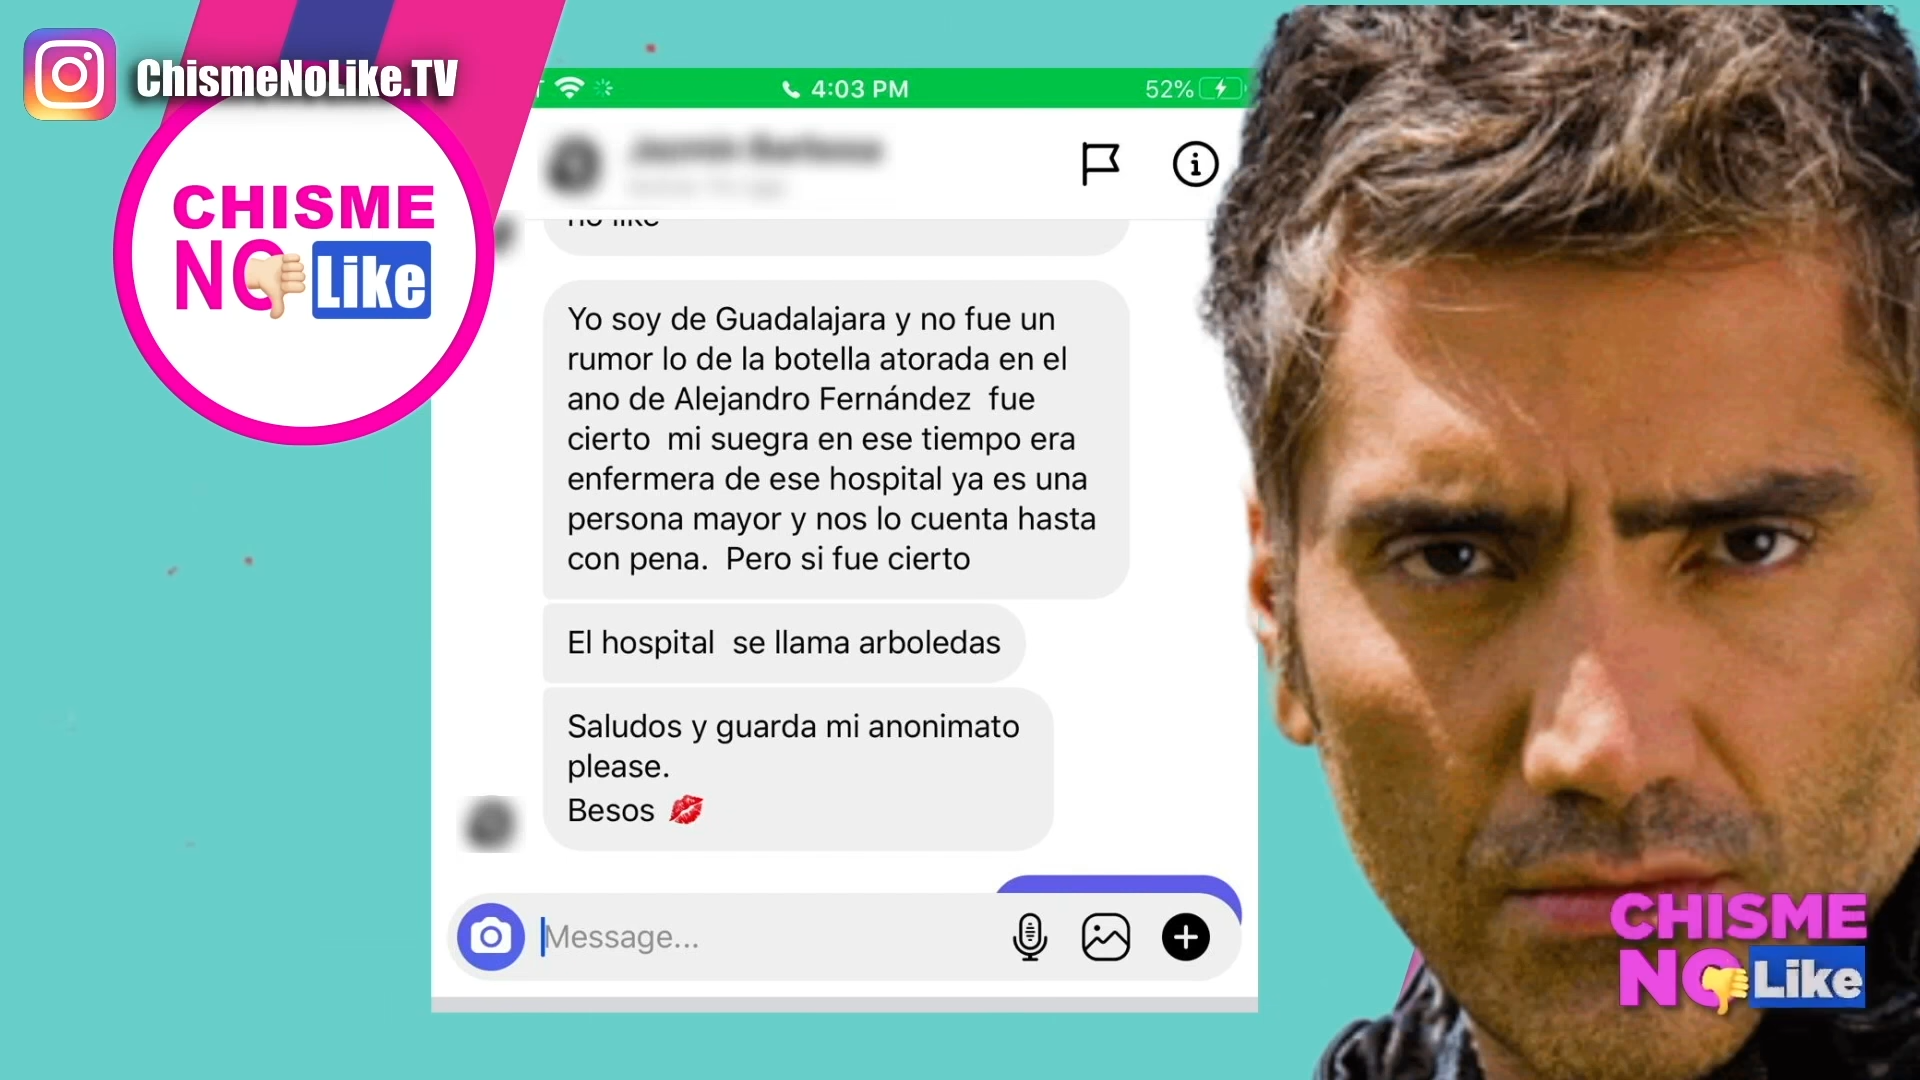 ChismeNoLike.TV
CHISME
NO Like
4:03 PM
52%
no like
Yo soy de Guadalajara y no fue un
rumor lo de la botella atorada en el
ano de Alejandro Fernández  fue
cierto  mi suegra en ese tiempo era
enfermera de ese hospital ya es una
persona mayor y nos lo cuenta hasta
con pena.  Pero si fue cierto
El hospital  se llama arboledas
Saludos y guarda mi anonimato
please.
Besos 💋
Message...
CHISME
NO Like